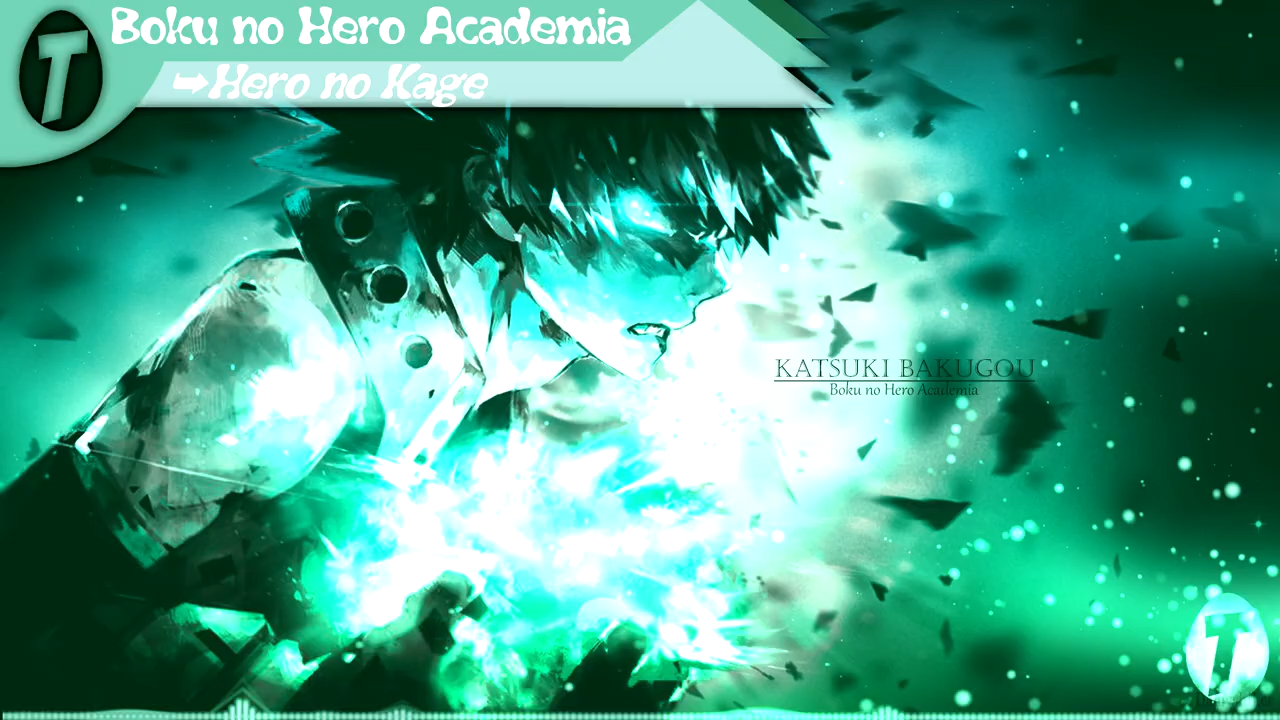 T
Boku no Hero Academia
➥Hero no Kage
KATSUKI BAKUGOU
Boku no Hero Academia
T